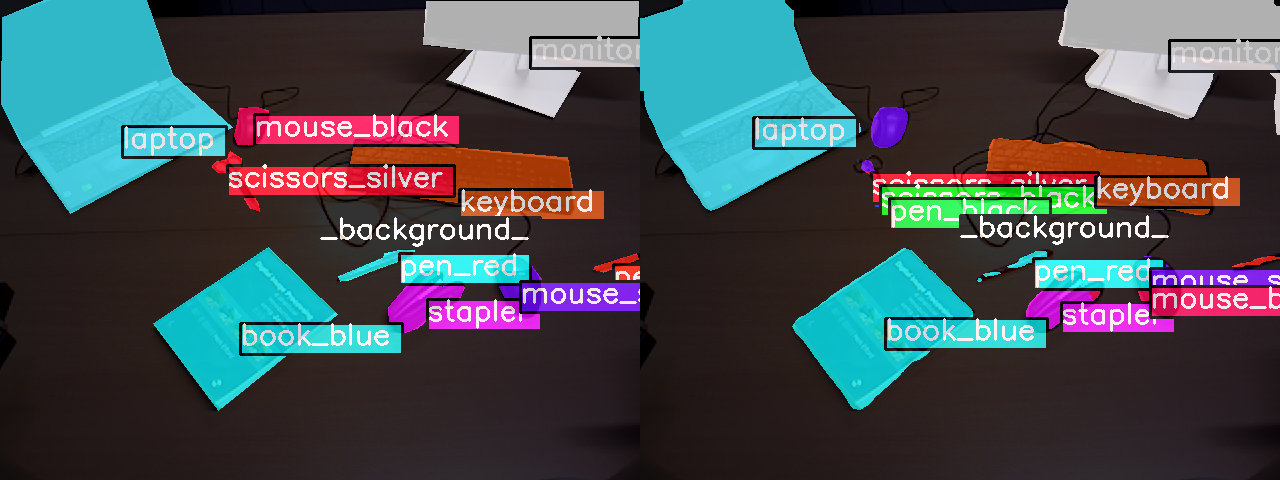 monitor
mouse_black
laptop
scissors_silver
keyboard
_background_
pen_red
pe
mouse_s
stapler
book_blue
monitor
laptop
scissors_silver
scissors_black
keyboard
pen_black
_background_
pen_red
mouse_s
mouse_b
stapler
book_blue